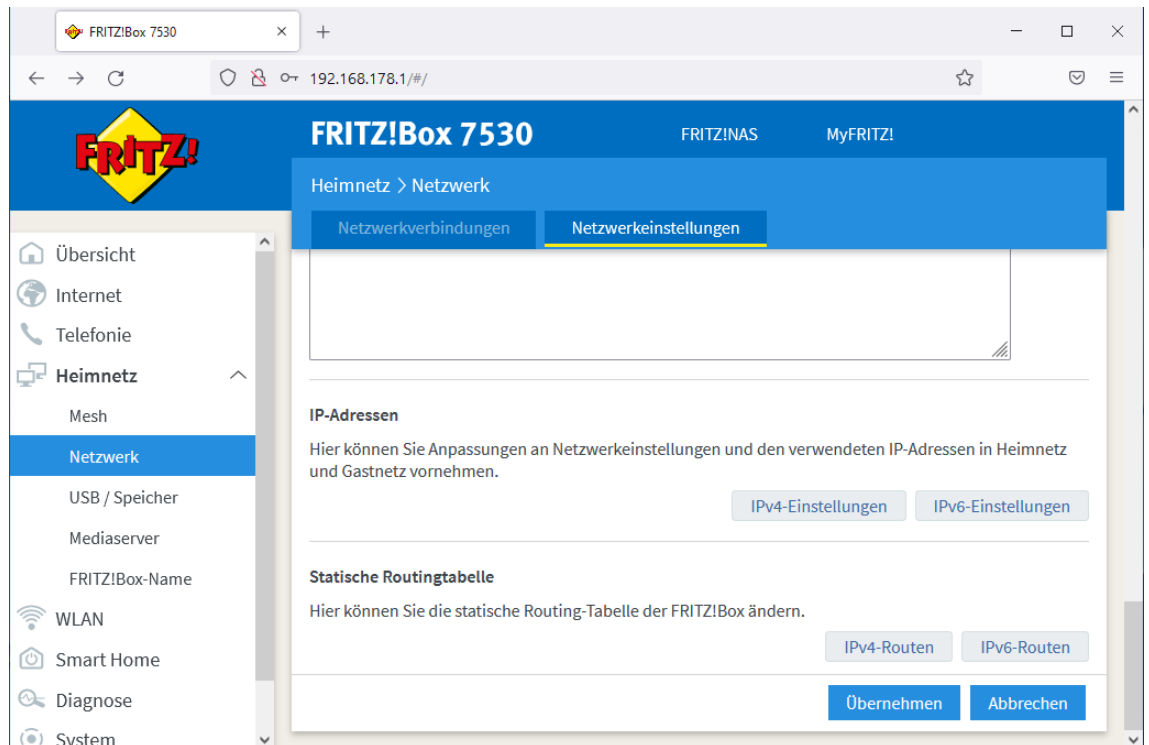 FRITZ!Box 7530
192.168.178.1/#/
FRITZ!
FRITZ!Box 7530
FRITZ!NAS
MyFRITZ!
Heimnetz > Netzwerk
Netzwerkverbindungen
Netzwerkeinstellungen
Übersicht
Internet
Telefonie
Heimnetz
Mesh
Netzwerk
USB / Speicher
Mediaserver
FRITZ!Box-Name
WLAN
Smart Home
Diagnose
System
IP-Adressen
Hier können Sie Anpassungen an Netzwerkeinstellungen und den verwendeten IP-Adressen in Heimnetz
und Gastnetz vornehmen.
IPv4-Einstellungen
IPv6-Einstellungen
Statische Routingtabelle
Hier können Sie die statische Routing-Tabelle der FRITZ!Box ändern.
IPv4-Routen
IPv6-Routen
Übernehmen
Abbrechen